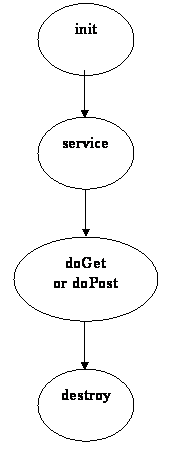 init
service
doGet
or doPost
destroy